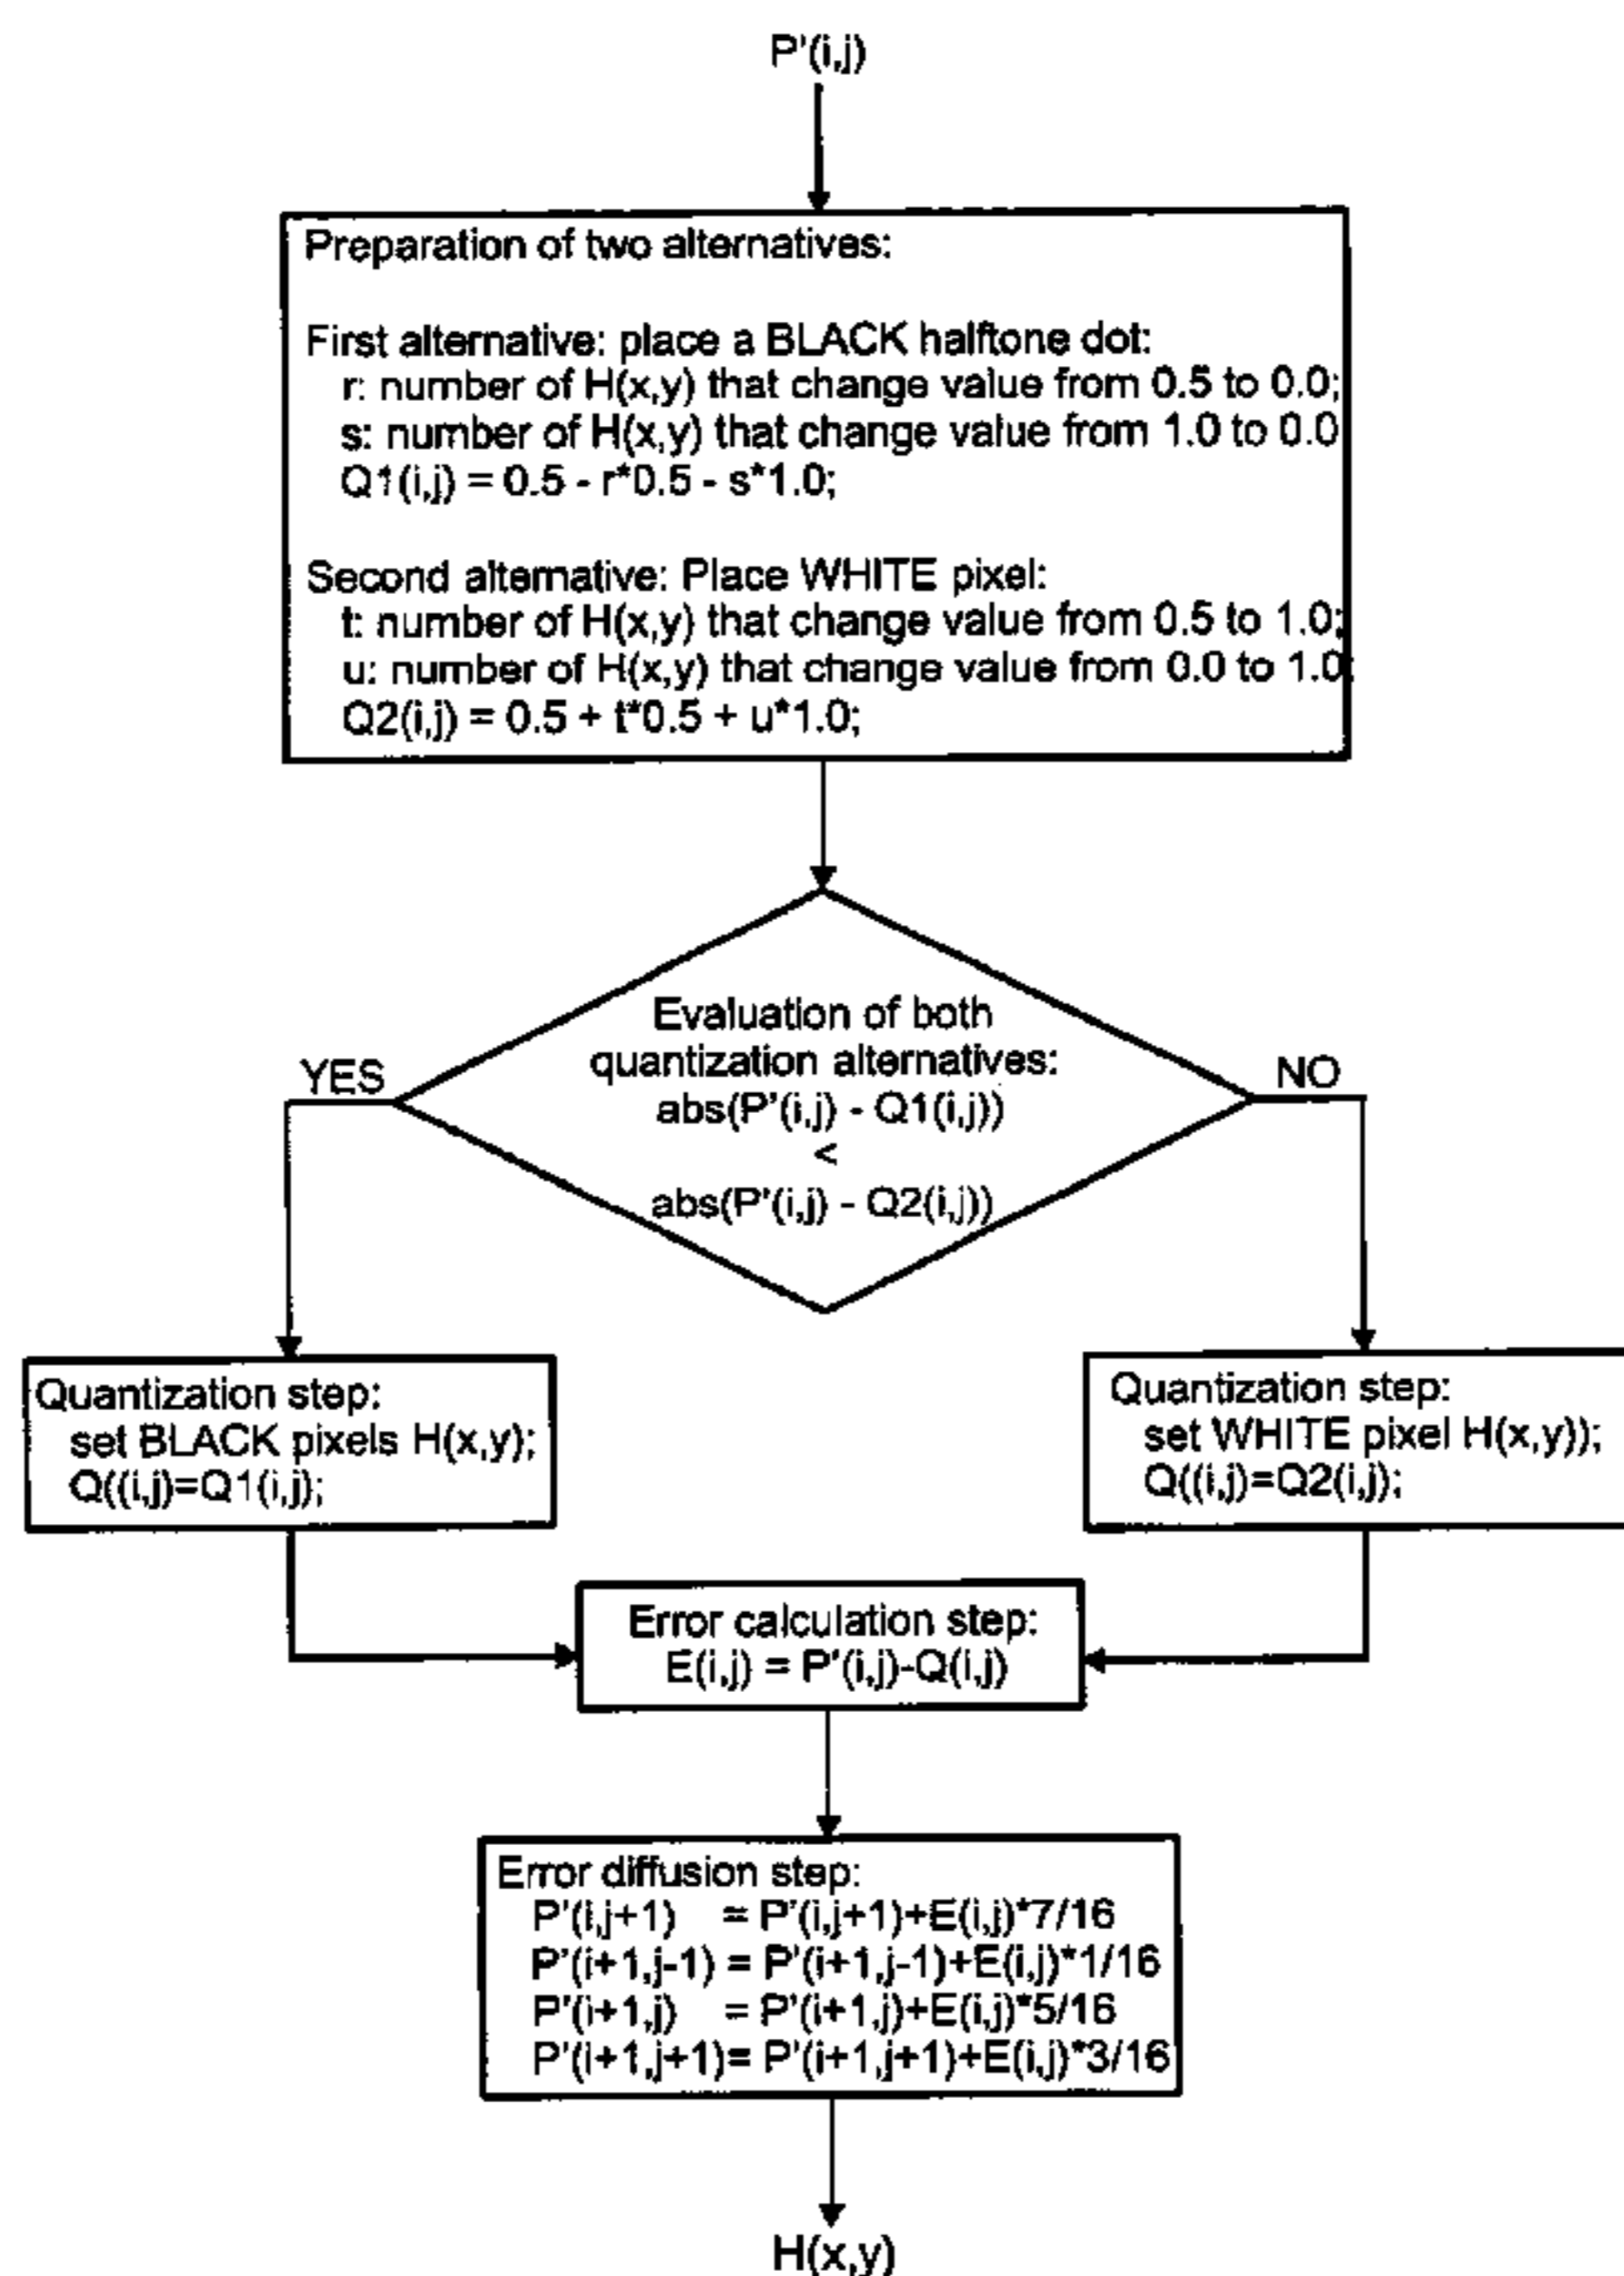 P'(i,j)
Preparation of two alternatives:
First alternative: place a BLACK halftone dot:
r: number of H(x,y) that change value from 0.5 to 0.0;
s: number of H(x,y) that change value from 1.0 to 0.0
Q1(i,j) = 0.5 - r*0.5 - s*1.0;
Second alternative: Place WHITE pixel:
t: number of H(x,y) that change value from 0.5 to 1.0;
u: number of H(x,y) that change value from 0.0 to 1.0;
Q2(i,j) = 0.5 + t*0.5 + u*1.0;
Evaluation of both
quantization alternatives:
abs(P'(i,j) - Q1(i,j))
<
abs(P'(i,j) - Q2(i,j))
YES
NO
Quantization step:
set BLACK pixels H(x,y);
Q((i,j)=Q1(i,j);
Quantization step:
set WHITE pixel H(x,y));
Q((i,j)=Q2(i,j);
Error calculation step:
E(i,j) = P'(i,j)-Q(i,j)
Error diffusion step:
P'(i,j+1) = P'(i,j+1)+E(i,j)*7/16
P'(i+1,j-1) = P'(i+1,j-1)+E(i,j)*1/16
P'(i+1,j) = P'(i+1,j)+E(i,j)*5/16
P'(i+1,j+1)= P'(i+1,j+1)+E(i,j)*3/16
H(x,y)